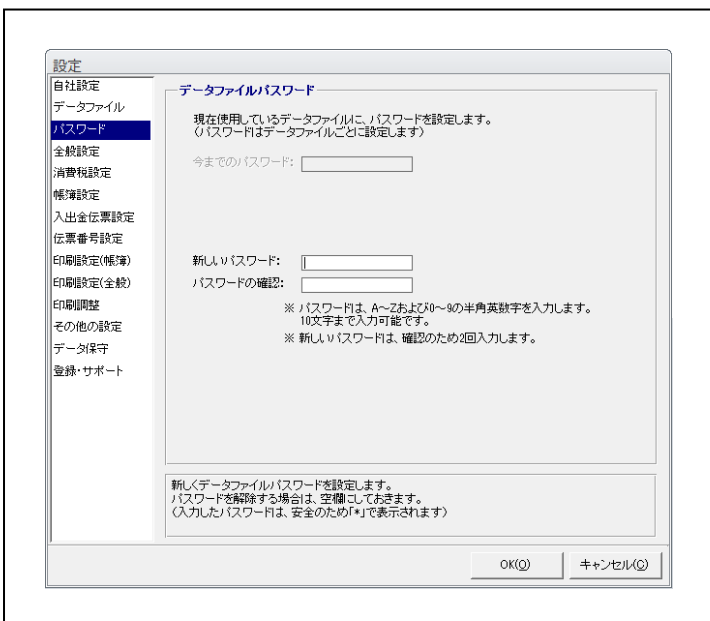 設定
自社設定
データファイル
パスワード
全般設定
消費税設定
帳簿設定
入出金伝票設定
伝票番号設定
印刷設定(帳簿)
印刷設定(全般)
印刷調整
その他の設定
データ保守
登録・サポート
データファイルパスワード
現在使用しているデータファイルに、パスワードを設定します。
(パスワードはデータファイルごとに設定します)
今までのパスワード:
新しいパスワード:
パスワードの確認:
※ パスワードは、A～Zおよび0～9の半角英数字を入力します。
10文字まで入力可能です。
※ 新しいパスワードは、確認のため2回入力します。
新しくデータファイルパスワードを設定します。
パスワードを解除する場合は、空欄にしておきます。
(入力したパスワードは、安全のため「*」で表示されます)
OK(O)
キャンセル(C)